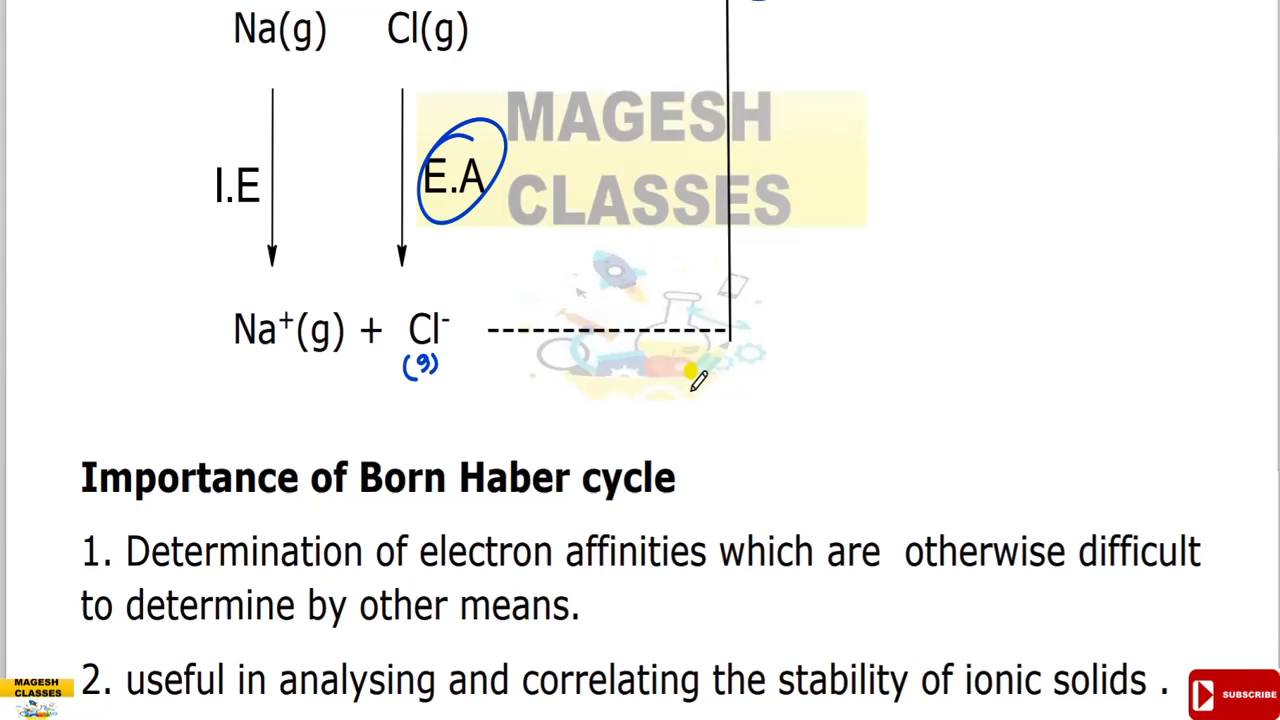 Na(g) Cl(g)
MAGESH
CLASSES
I.E
E.A
Na⁺(g) + Cl⁻ ----------------
(g)
Importance of Born Haber cycle
1. Determination of electron affinities which are otherwise difficult
to determine by other means.
2. useful in analysing and correlating the stability of ionic solids .
MAGESH
CLASSES
SUBSCRIBE